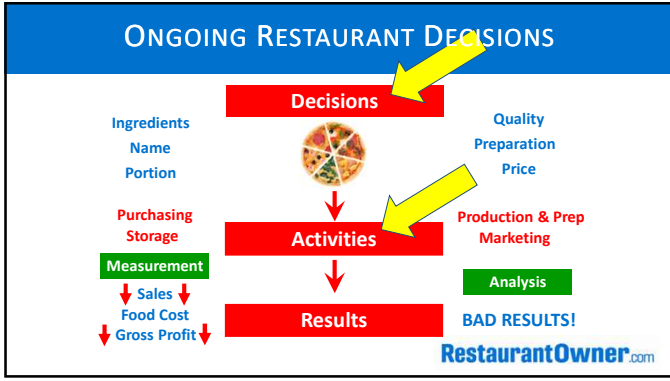 ONGOING RESTAURANT DECISIONS
Decisions
Ingredients
Name
Portion
Quality
Preparation
Price
Purchasing
Storage
Activities
Production & Prep
Marketing
Measurement
Sales
Food Cost
Gross Profit
Results
Analysis
BAD RESULTS!
RestaurantOwner.com